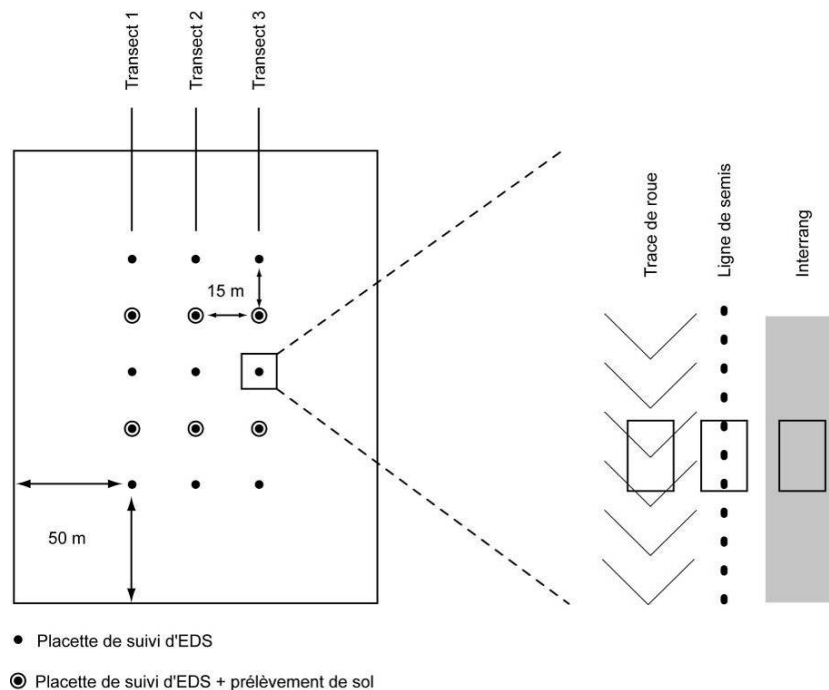 Transect 1
Transect 2
Transect 3
15 m
50 m
Trace de roue
Ligne de semis
Interrang
Placette de suivi d'EDS
Placette de suivi d'EDS + prélèvement de sol